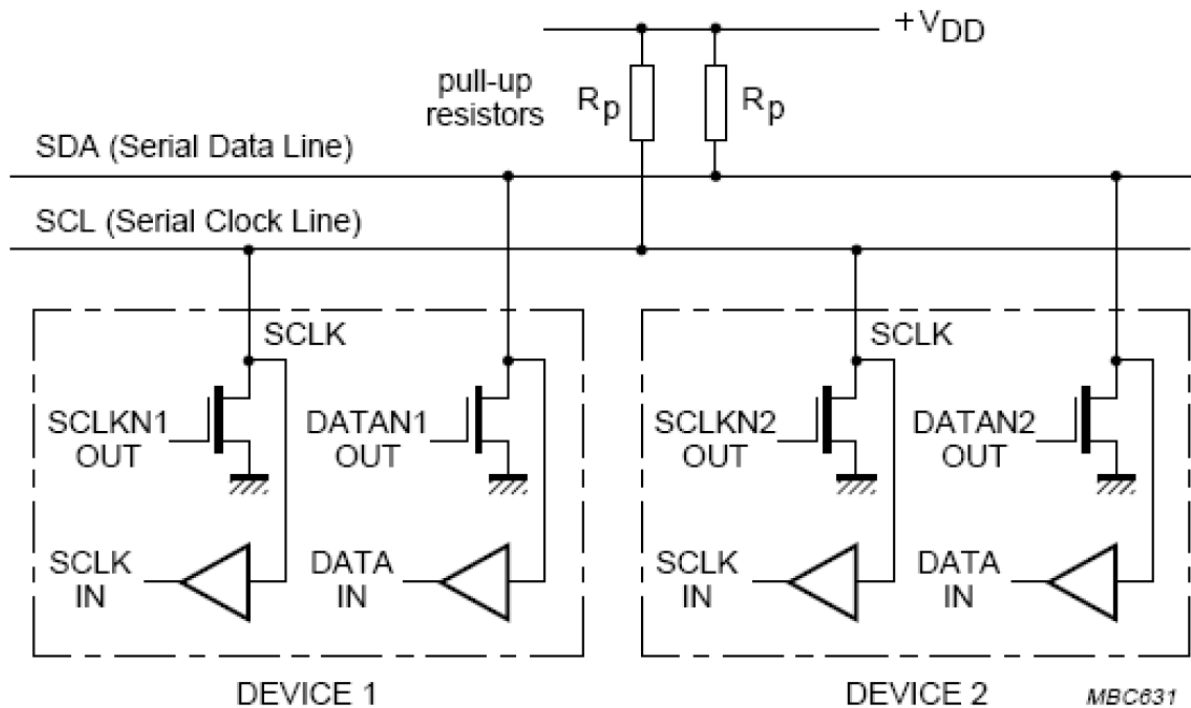 +VDD
pull-up
resistors
Rp
Rp
SDA (Serial Data Line)
SCL (Serial Clock Line)
SCLK
SCLK
SCLKN1
OUT
DATAN1
OUT
SCLKN2
OUT
DATAN2
OUT
SCLK
IN
DATA
IN
SCLK
IN
DATA
IN
DEVICE 1
DEVICE 2
MBC631